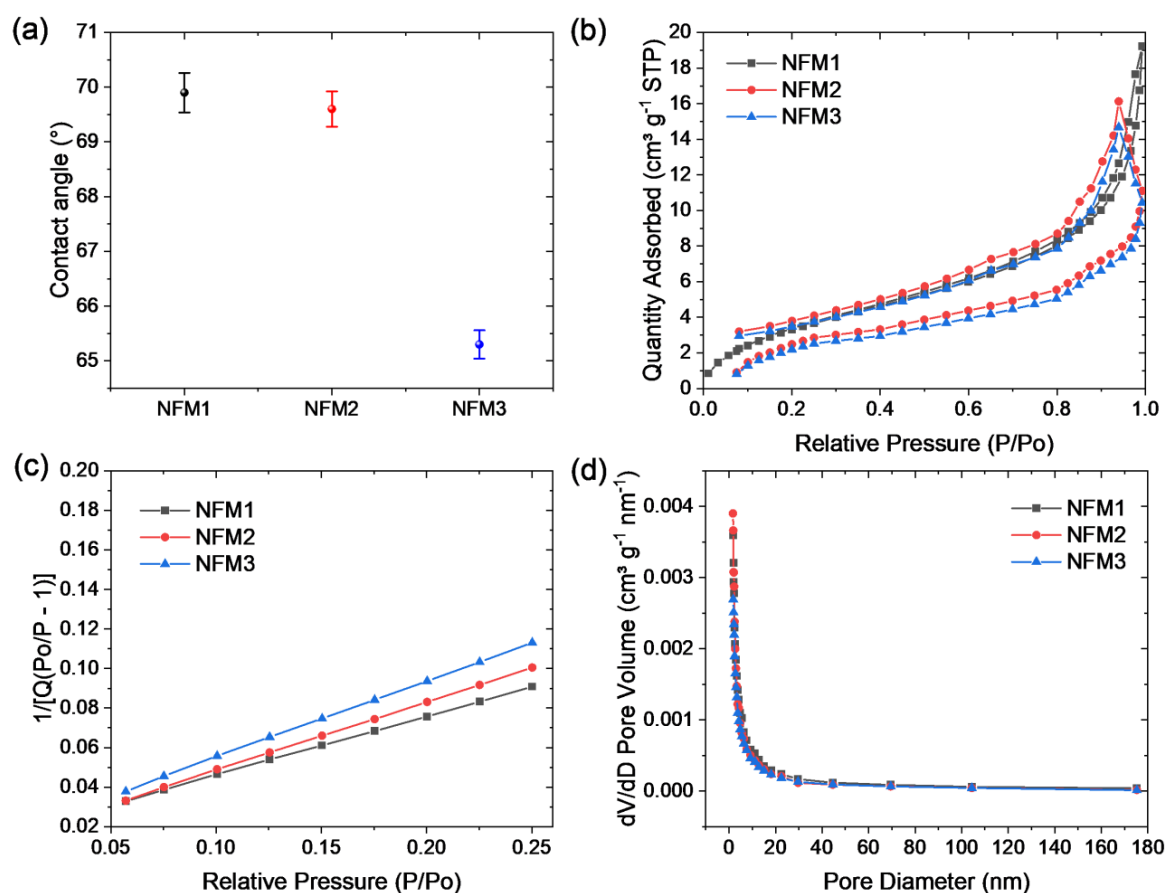 (a)
71
70
69
68
67
66
65
Contact angle (°)
NFM1 NFM2 NFM3
(b)
NFM1
NFM2
NFM3
20
18
16
14
12
10
8
6
4
2
0
Quantity Adsorbed (cm³ g⁻¹ STP)
0.0 0.2 0.4 0.6 0.8 1.0
Relative Pressure (P/Po)
(c)
NFM1
NFM2
NFM3
0.20
0.18
0.16
0.14
0.12
0.10
0.08
0.06
0.04
0.02
1/[Q(Po/P - 1)]
0.05 0.10 0.15 0.20 0.25
Relative Pressure (P/Po)
(d)
NFM1
NFM2
NFM3
0.004
0.003
0.002
0.001
0.000
dV/dD Pore Volume (cm³ g⁻¹ nm⁻¹)
0 20 40 60 80 100 120 140 160 180
Pore Diameter (nm)